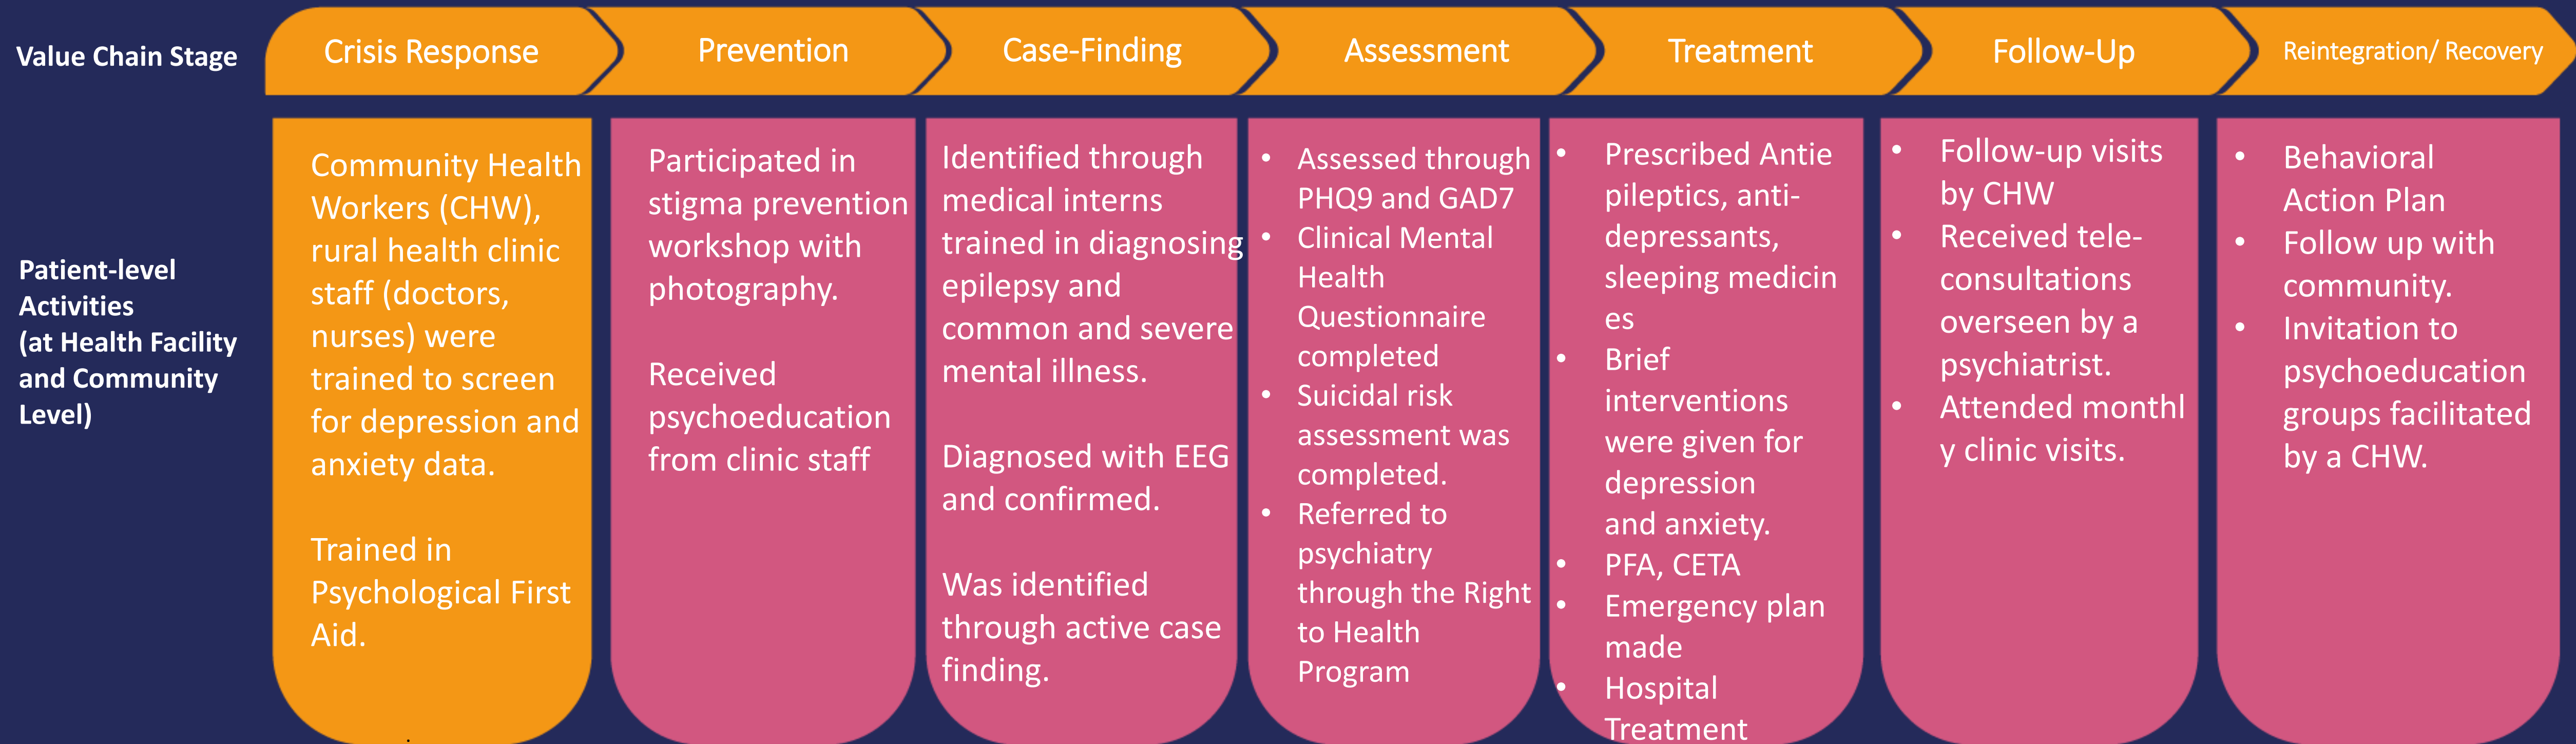 Value Chain Stage
Crisis Response
Prevention
Case-Finding
Assessment
Treatment
Follow-Up
Reintegration/ Recovery
Patient-level
Activities
(at Health Facility
and Community
Level)
Community Health
Workers (CHW),
rural health clinic
staff (doctors,
nurses) were
trained to screen
for depression and
anxiety data.
Trained in
Psychological First
Aid.
Participated in
stigma prevention
workshop with
photography.
Received
psychoeducation
from clinic staff
Identified through
medical interns
trained in diagnosing
epilepsy and
common and severe
mental illness.
Diagnosed with EEG
and confirmed.
Was identified
through active case
finding.
• Assessed through
PHQ9 and GAD7
• Clinical Mental
Health
Questionnaire
completed
• Suicidal risk
assessment was
completed.
• Referred to
psychiatry
through the Right
to Health
Program
• Prescribed Antie
pileptics, anti-
depressants,
sleeping medicin
es
• Brief
interventions
were given for
depression
and anxiety.
• PFA, CETA
• Emergency plan
made
• Hospital
Treatment
• Follow-up visits
by CHW
• Received tele-
consultations
overseen by a
psychiatrist.
• Attended monthl
y clinic visits.
• Behavioral
Action Plan
• Follow up with
community.
• Invitation to
psychoeducation
groups facilitated
by a CHW.